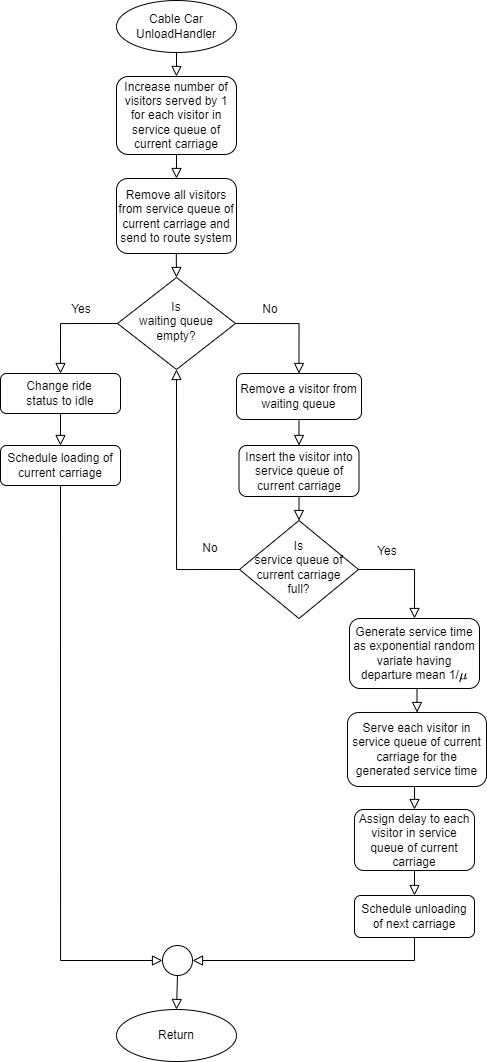 Cable Car
UnloadHandler
Increase number of
visitors served by 1
for each visitor in
service queue of
current carriage
Remove all visitors
from service queue of
current carriage and
send to route system
Is
waiting queue
empty?
Yes
No
Change ride
status to idle
Schedule loading of
current carriage
Remove a visitor from
waiting queue
Insert the visitor into
service queue of
current carriage
Is
service queue of
current carriage
full?
No
Yes
Generate service time
as exponential random
variate having
departure mean 1/μ
Serve each visitor in
service queue of current
carriage for the
generated service time
Assign delay to each
visitor in service
queue of current
carriage
Schedule unloading
of next carriage
Return